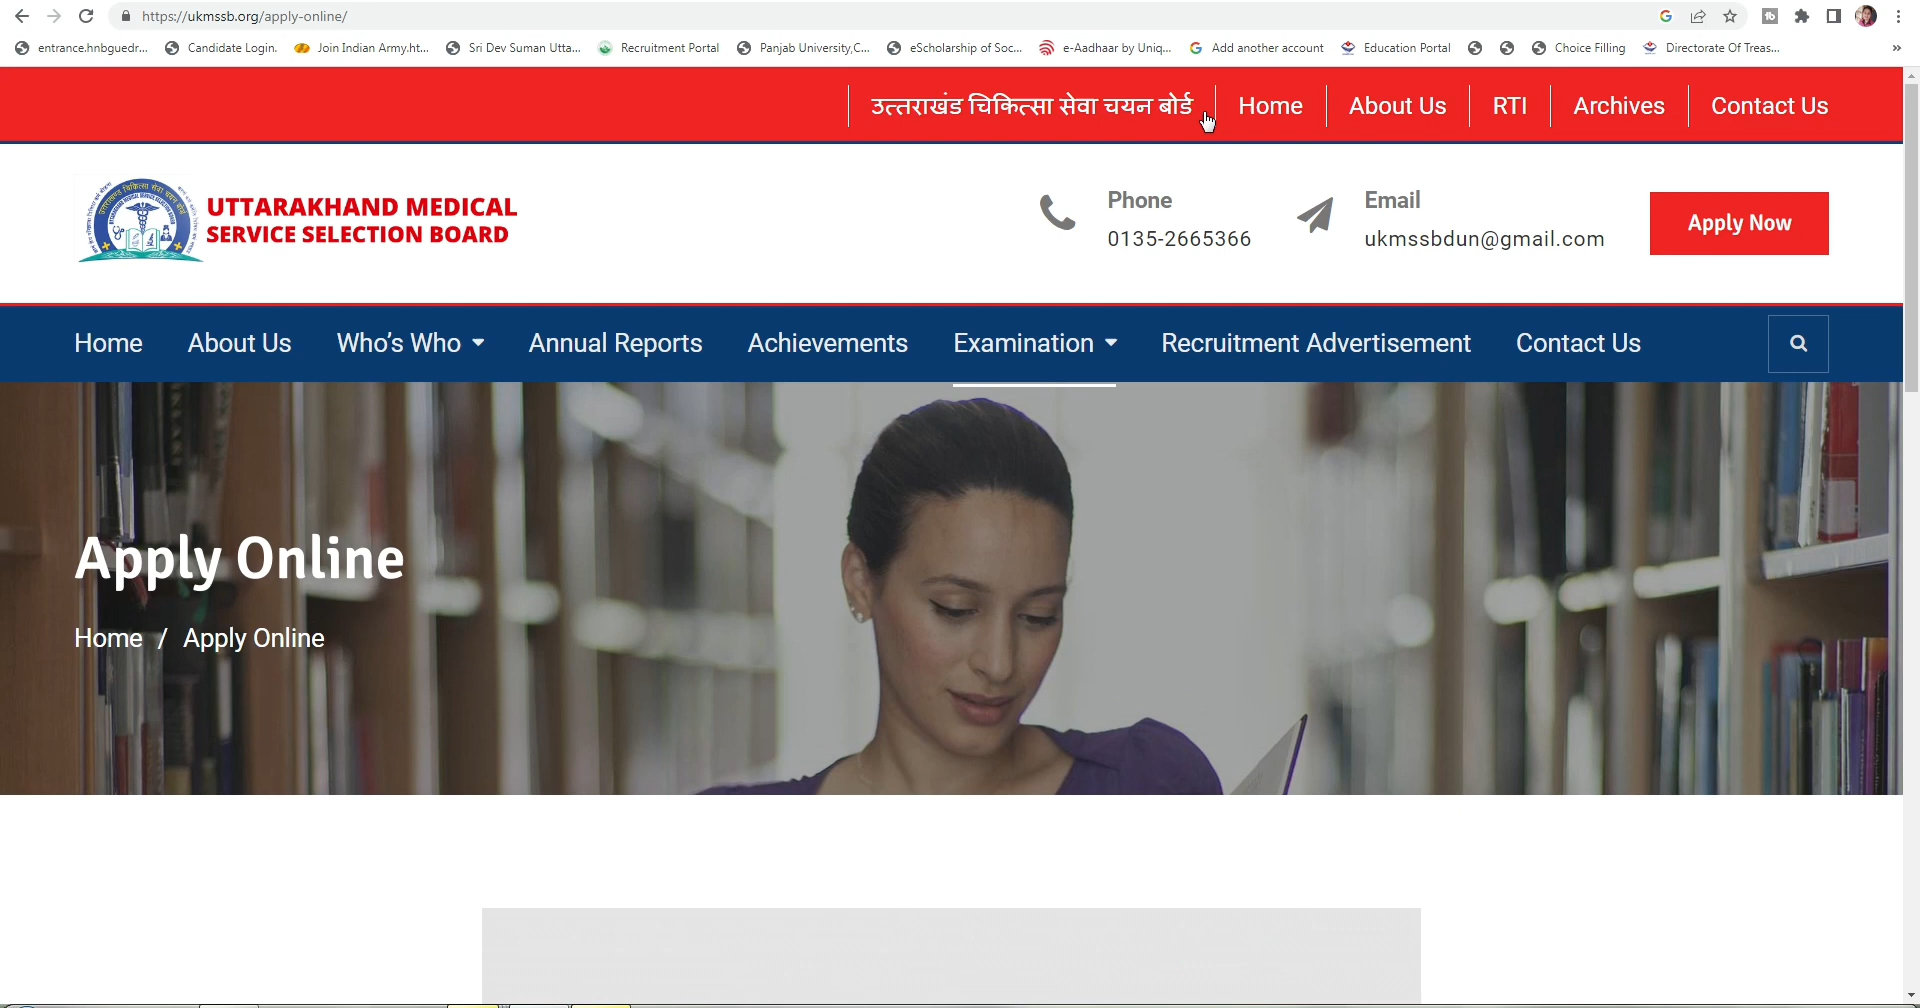 https://ukmssb.org/apply-online/
entrance.hnbguedr... Candidate Login. Join Indian Army.ht... Sri Dev Suman Utta... Recruitment Portal Panjab University,C... eScholarship of Soc... e-Aadhaar by Uniq... Add another account Education Portal Choice Filling Directorate Of Treas... »
उत्तराखंड चिकित्सा सेवा चयन बोर्ड Home About Us RTI Archives Contact Us
UTTARAKHAND MEDICAL
SERVICE SELECTION BOARD
Phone
0135-2665366
Email
ukmssbdun@gmail.com
Apply Now
Home About Us Who's Who Annual Reports Achievements Examination Recruitment Advertisement Contact Us
Apply Online
Home / Apply Online